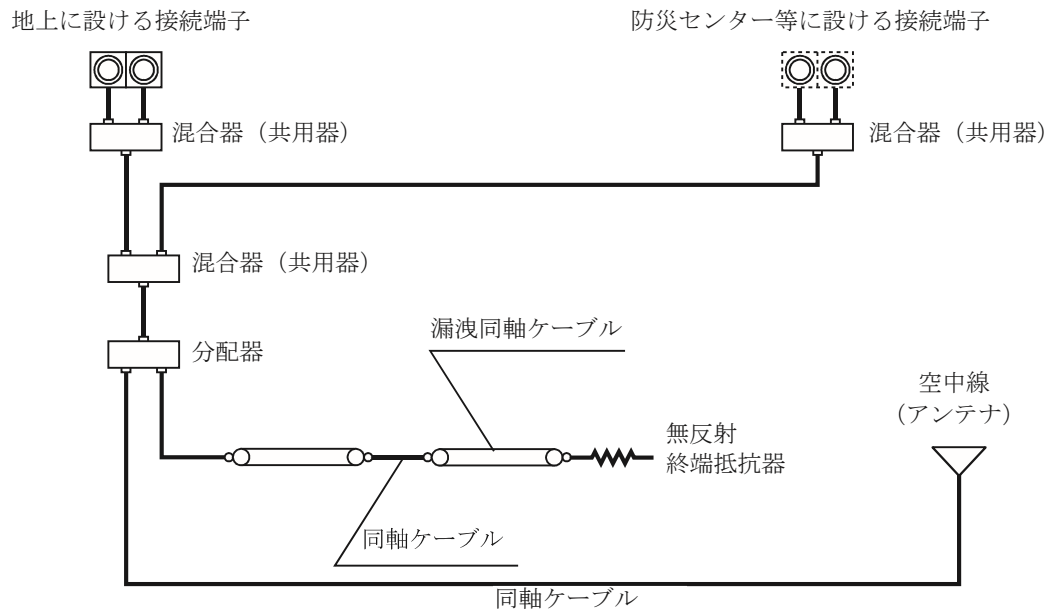 地上に設ける接続端子
防災センター等に設ける接続端子
混合器（共用器）
混合器（共用器）
混合器（共用器）
漏洩同軸ケーブル
分配器
空中線
（アンテナ）
無反射
終端抵抗器
同軸ケーブル
同軸ケーブル